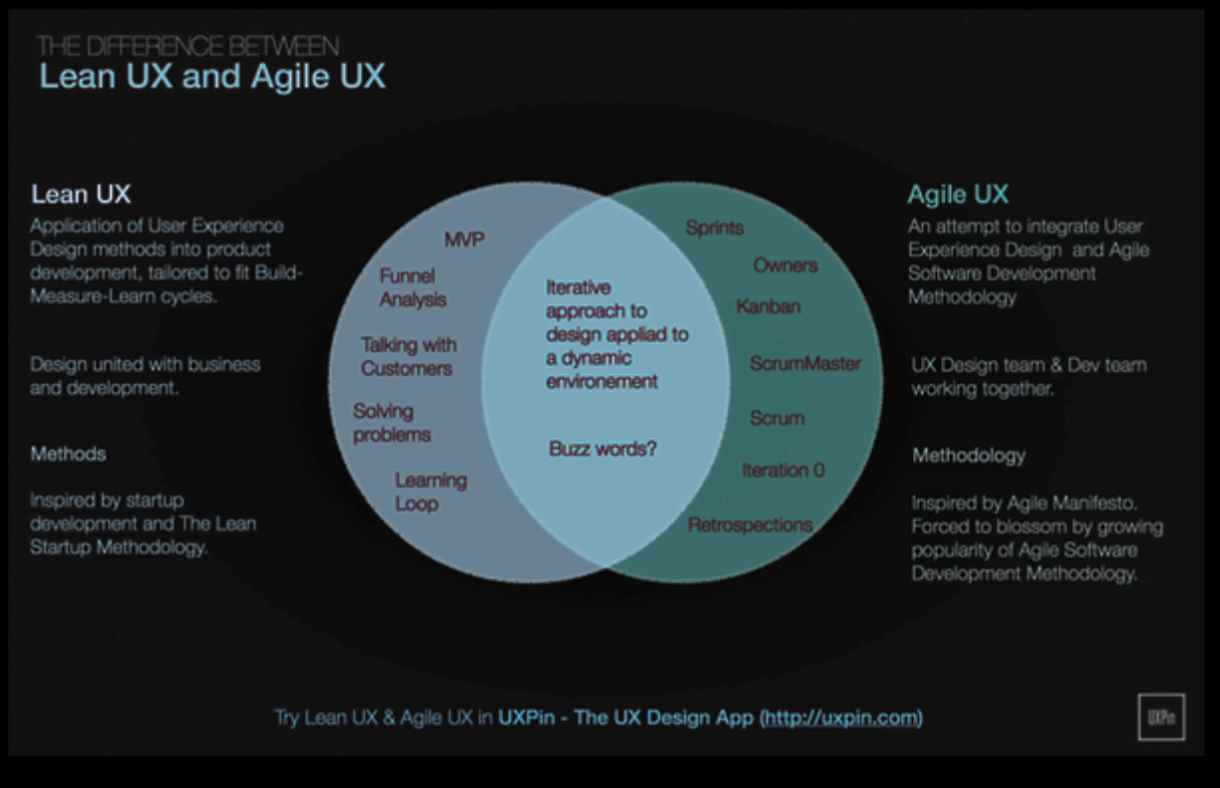 THE DIFFERENCE BETWEEN
Lean UX and Agile UX
Lean UX
Application of User Experience
Design methods into product
development, tailored to fit Build-
Measure-Learn cycles.
Design united with business
and development.
Methods
Inspired by startup
development and The Lean
Startup Methodology.
MVP
Funnel
Analysis
Talking with
Customers
Solving
problems
Learning
Loop
Iterative
approach to
design appliad to
a dynamic
environement
Buzz words?
Sprints
Owners
Kanban
ScrumMaster
Scrum
Iteration 0
Retrospections
Agile UX
An attempt to integrate User
Experience Design and Agile
Software Development
Methodology
UX Design team & Dev team
working together.
Methodology
Inspired by Agile Manifesto.
Forced to blossom by growing
popularity of Agile Software
Development Methodology.
Try Lean UX & Agile UX in UXPin - The UX Design App (http://uxpin.com)
UXPin